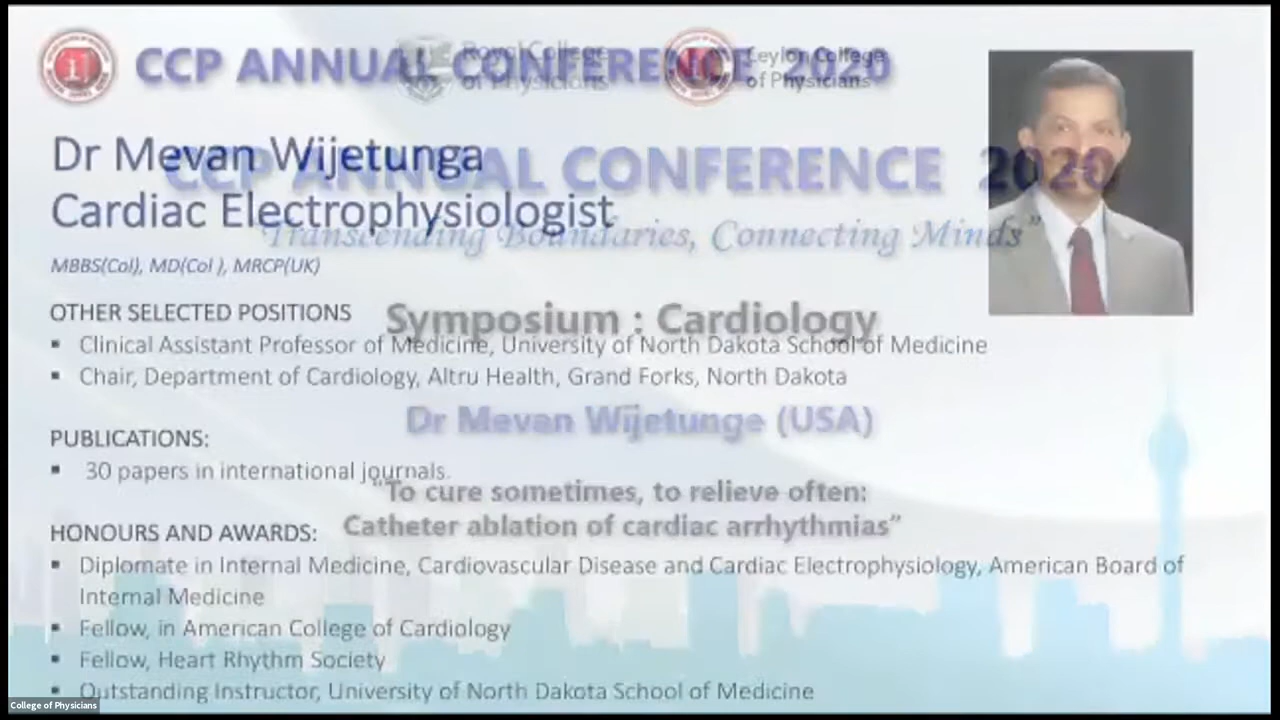 CCP ANNUAL CONFERENCE 2020
Royal College
of Physicians
Ceylon College
of Physicians
Dr Mevan Wijetunga
Cardiac Electrophysiologist
MBBS(Col), MD(Col ), MRCP(UK)
CCP ANNUAL CONFERENCE 2020
"Transcending Boundaries, Connecting Minds"
OTHER SELECTED POSITIONS
▪ Clinical Assistant Professor of Medicine, University of North Dakota School of Medicine
▪ Chair, Department of Cardiology, Altru Health, Grand Forks, North Dakota
Symposium : Cardiology
Dr Mevan Wijetunge (USA)
PUBLICATIONS:
▪ 30 papers in international journals.
"To cure sometimes, to relieve often:
Catheter ablation of cardiac arrhythmias"
HONOURS AND AWARDS:
▪ Diplomate in Internal Medicine, Cardiovascular Disease and Cardiac Electrophysiology, American Board of
Internal Medicine
▪ Fellow, in American College of Cardiology
▪ Fellow, Heart Rhythm Society
▪ Outstanding Instructor, University of North Dakota School of Medicine
College of Physicians